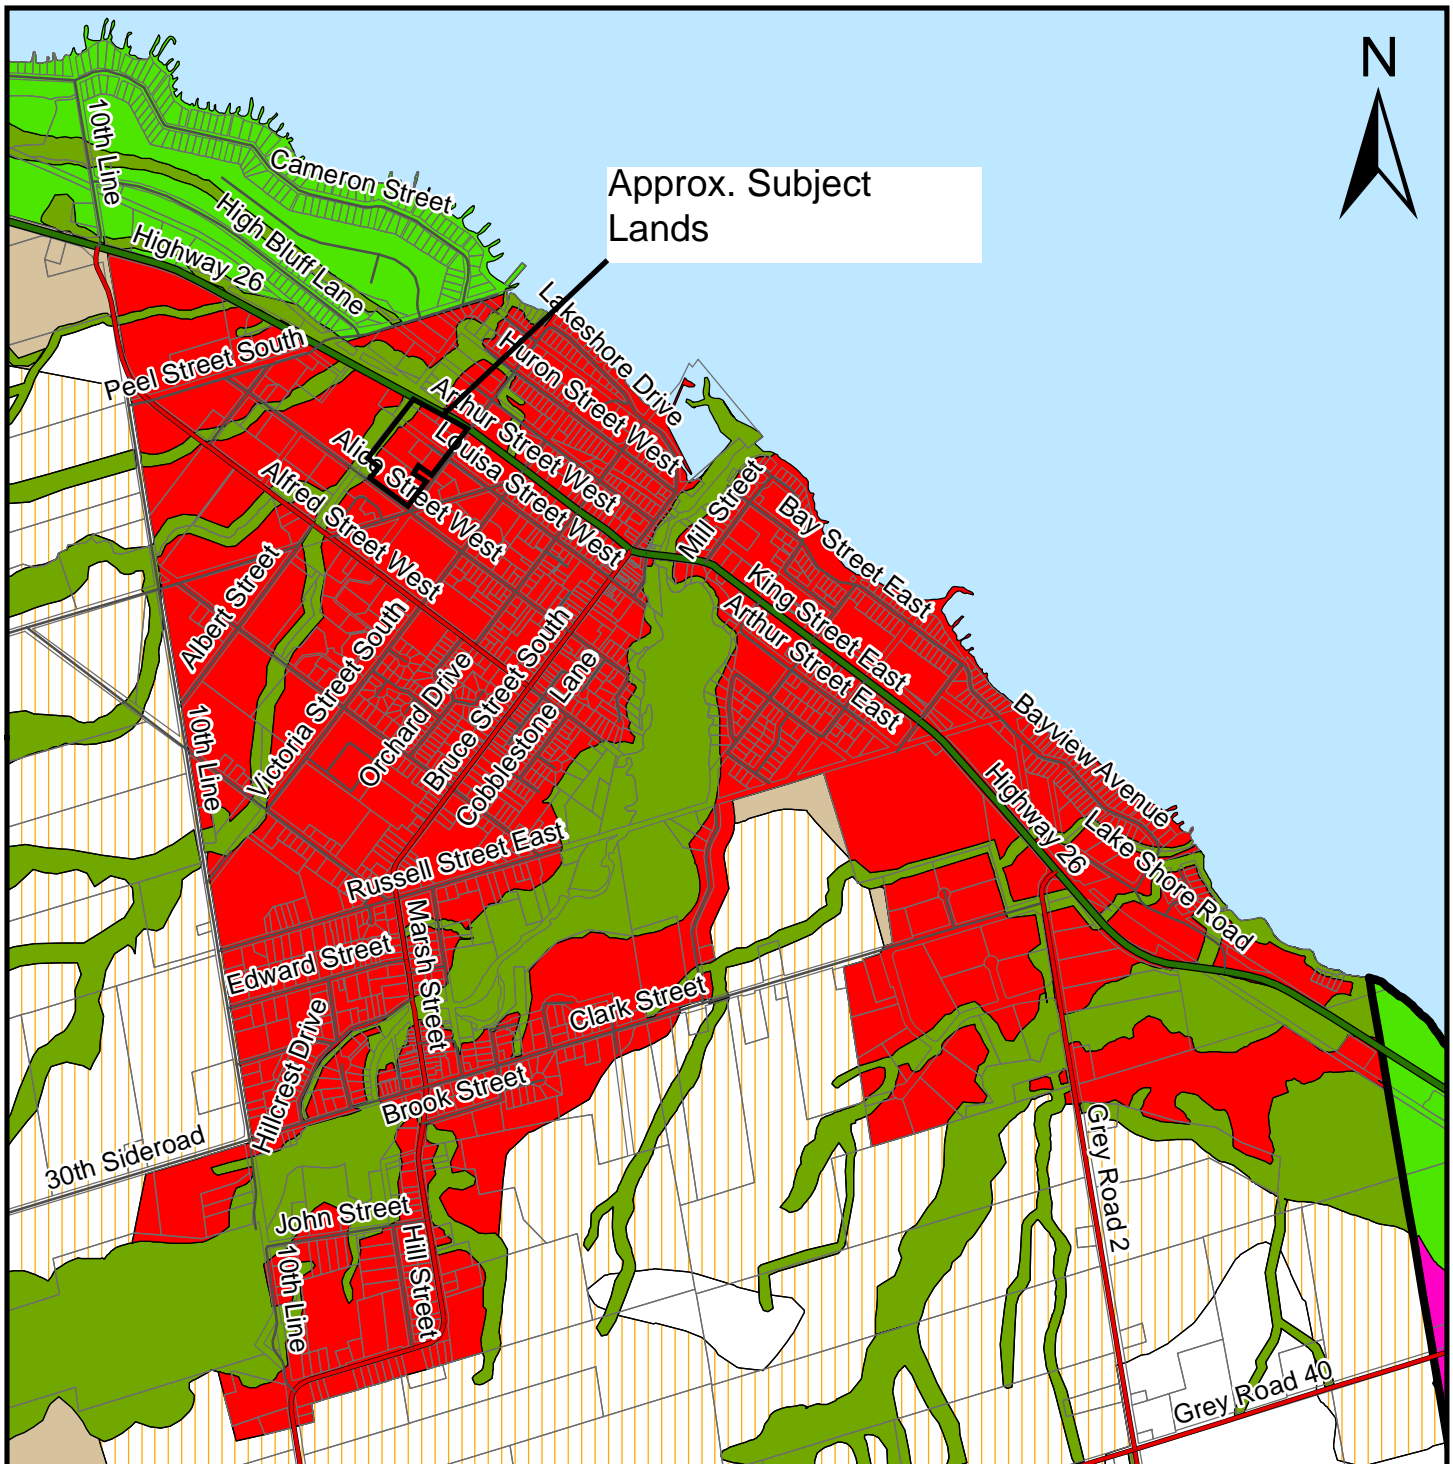 N
10th Line
Cameron Street
Approx. Subject
Lands
High Bluff Lane
Highway 26
Lakeshore Drive
Huron Street West
Peel Street South
Arthur Street West
Louisa Street West
Alice Street West
Alfred Street West
Mill Street
Bay Street East
King Street East
Arthur Street East
Albert Street
Victoria Street South
Orchard Drive
Bruce Street South
Cobblestone Lane
10th Line
Bayview Avenue
Highway 26
Lake Shore Road
Russell Street East
Marsh Street
Edward Street
Clark Street
Hillcrest Drive
Brook Street
30th Sideroad
Grey Road 2
John Street
Hill Street
10th Line
Grey Road 40